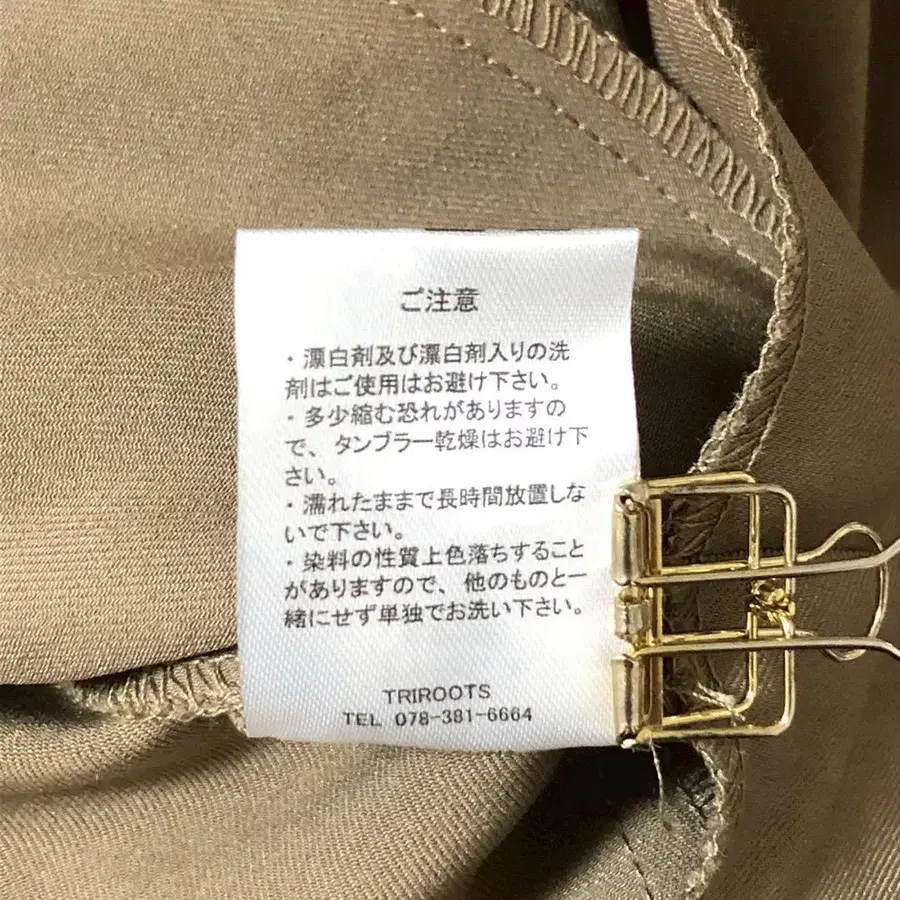 ご注意
・漂白剤及び漂白剤入りの洗
剤はご使用はお避け下さい。
・多少縮む恐れがありますの
で、タンブラー乾燥はお避け下
さい。
・濡れたままで長時間放置しな
いで下さい。
・染料の性質上色落ちすること
がありますので、他のものと一
緒にせず単独でお洗い下さい。
TRIROOTS
TEL 078-381-6664